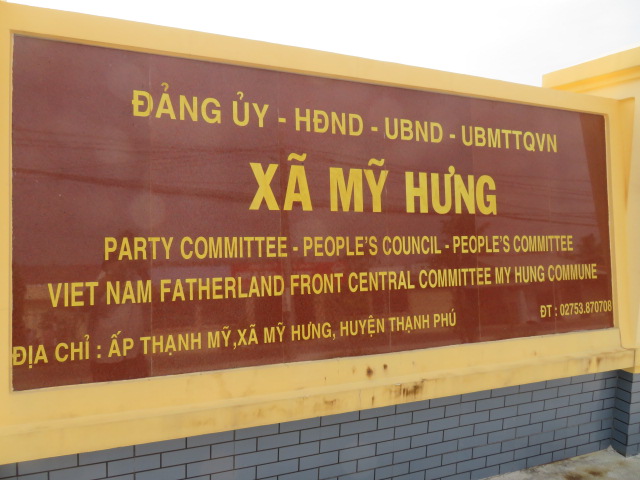 ĐẢNG ỦY - HĐND - UBND - UBMTTQVN
XÃ MỸ HƯNG
PARTY COMMITTEE - PEOPLE'S COUNCIL - PEOPLE'S COMMITTEE
VIET NAM FATHERLAND FRONT CENTRAL COMMITTEE MY HUNG COMMUNE
ĐỊA CHỈ : ẤP THẠNH MỸ,XÃ MỸ HƯNG, HUYỆN THẠNH PHÚ
ĐT : 02753.870708